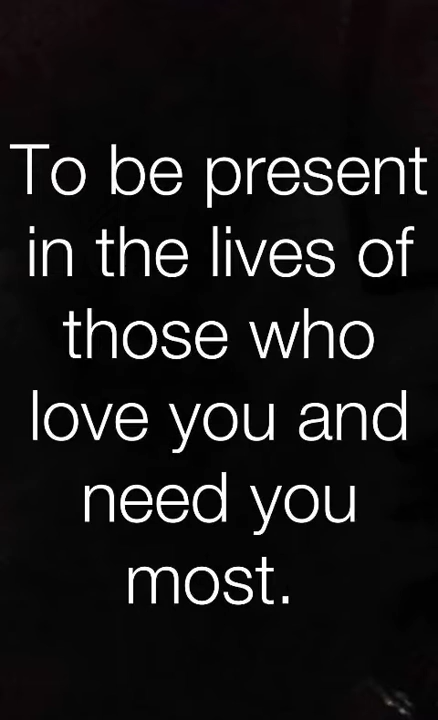 To be present
in the lives of
those who
love you and
need you
most.